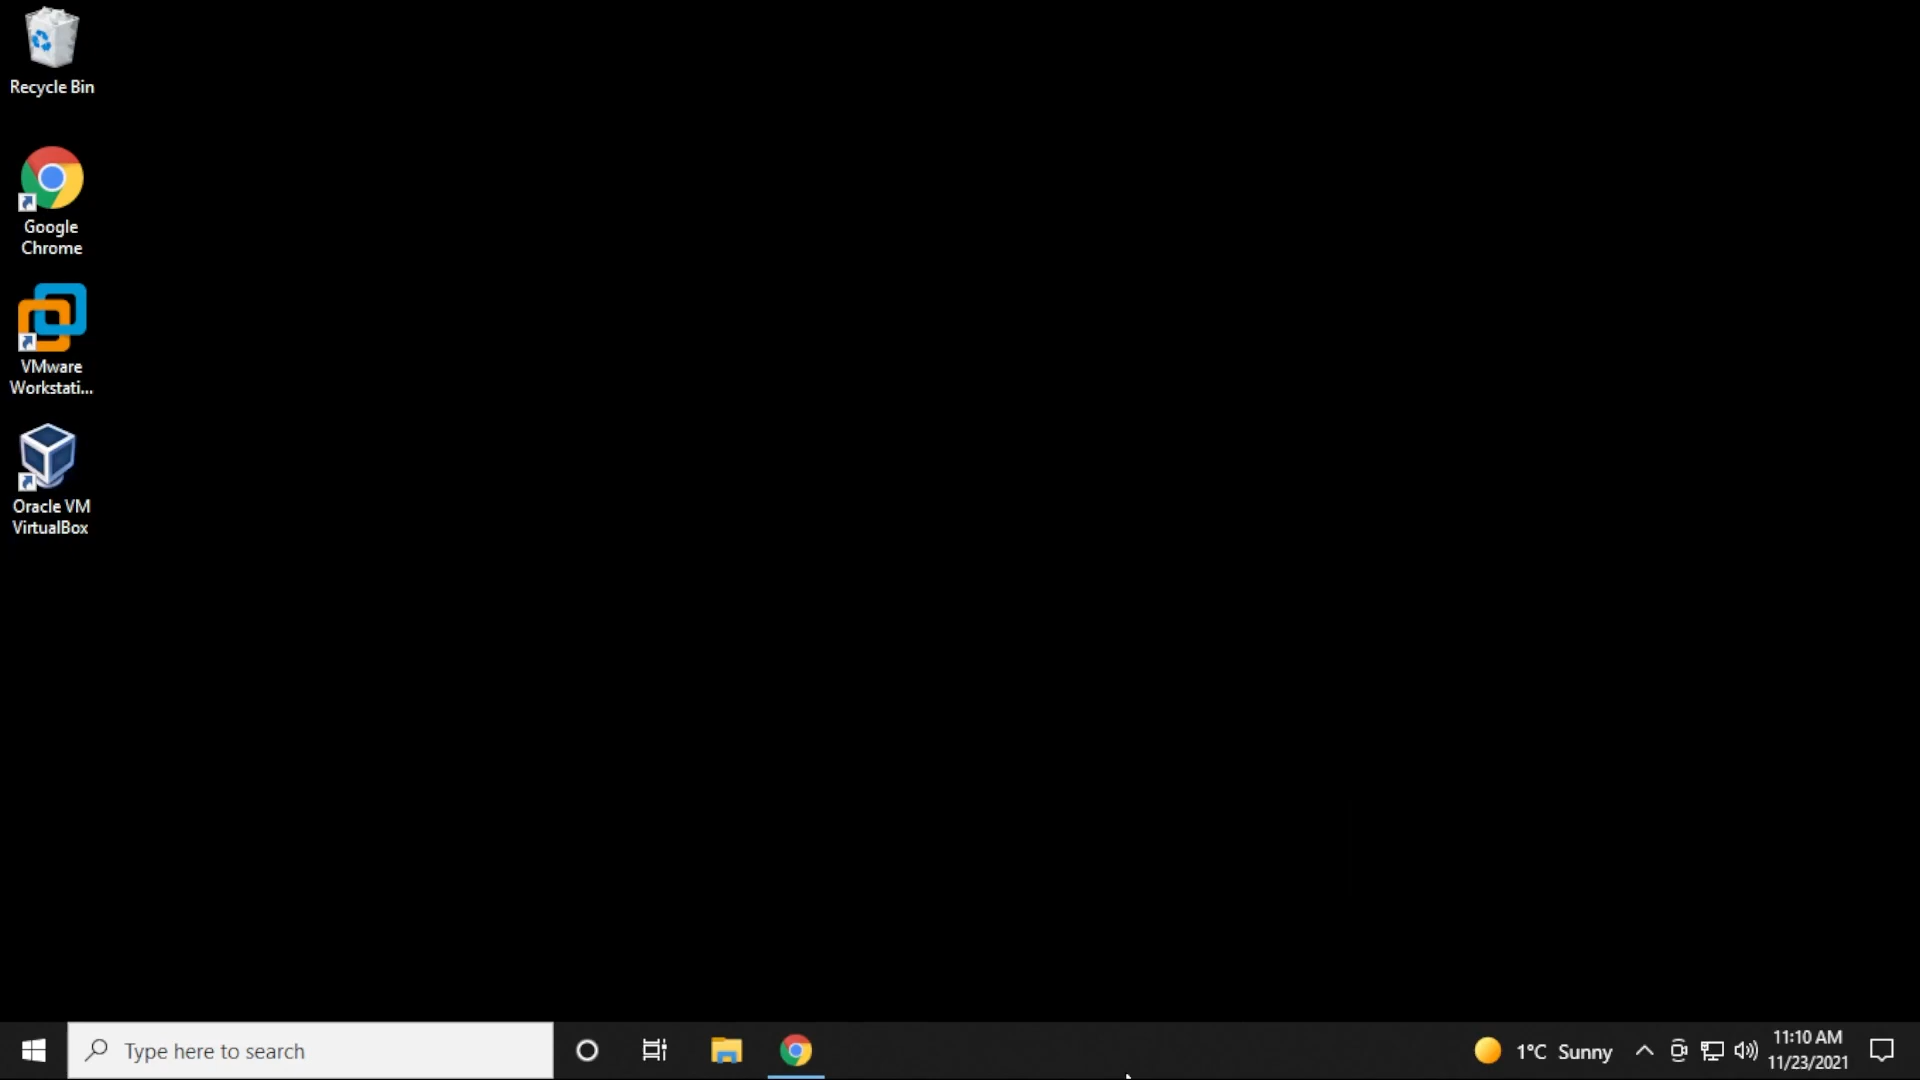 Recycle Bin
Google
Chrome
VMware
Workstati...
Oracle VM
VirtualBox
Type here to search
1°C Sunny
11:10 AM
11/23/2021